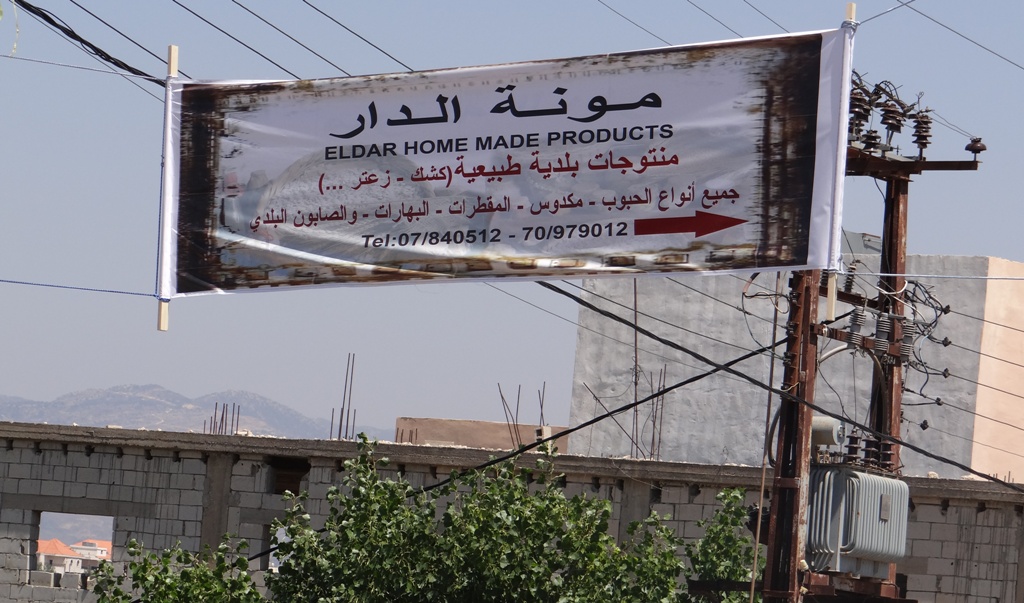 مونة الدار
ELDAR HOME MADE PRODUCTS
منتوجات بلدية طبيعية (كشك - زعتر ...)
جميع أنواع الحبوب - مكدوس - المقطرات - البهارات - والصابون البلدي
Tel:07/840512 - 70/979012